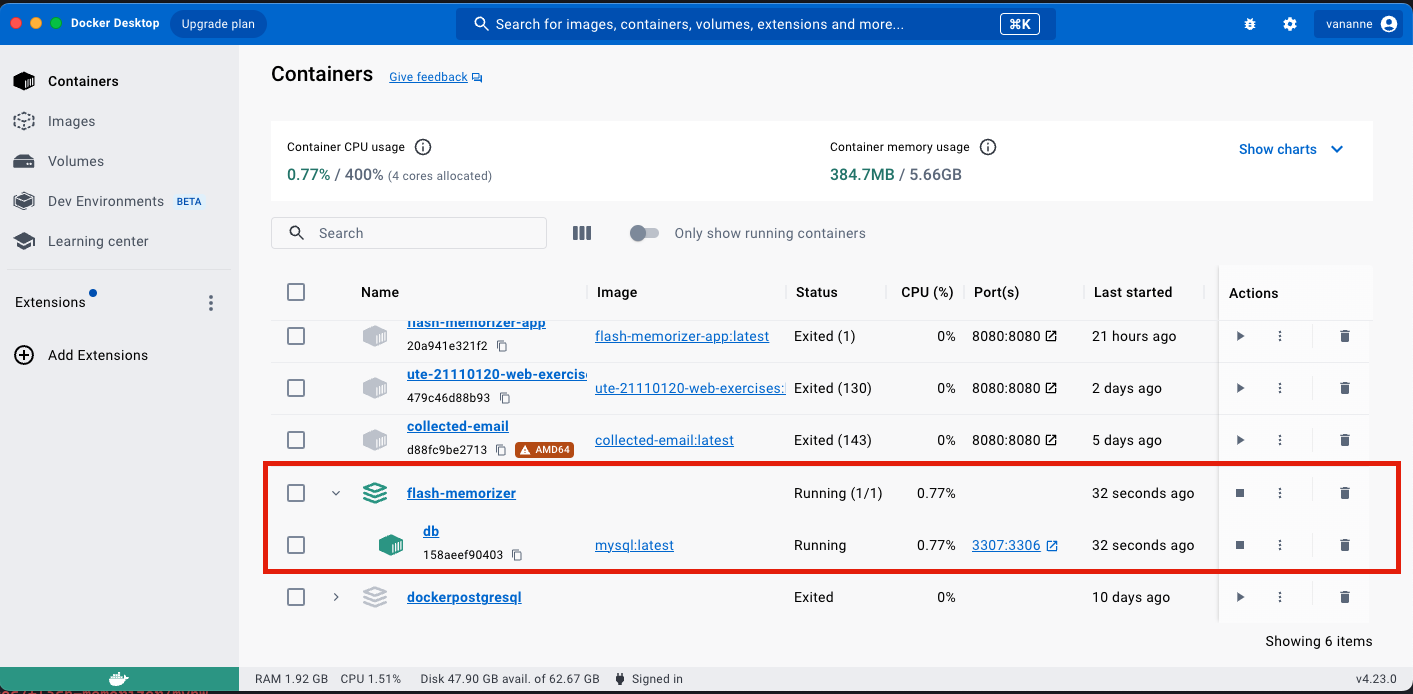 Docker Desktop
Upgrade plan
Search for images, containers, volumes, extensions and more...
⌘K
vananne
Containers
Images
Volumes
Dev Environments BETA
Learning center
Extensions
Add Extensions
Containers
Give feedback
Container CPU usage
0.77% / 400% (4 cores allocated)
Container memory usage
384.7MB / 5.66GB
Show charts
Search
Only show running containers
Name Image Status CPU (%) Port(s) Last started Actions
flash-memorizer-app
20a941e321f2
flash-memorizer-app:latest Exited (1) 0% 8080:8080 21 hours ago
ute-21110120-web-exercise
479c46d88b93
ute-21110120-web-exercises: Exited (130) 0% 8080:8080 2 days ago
collected-email
d88fc9be2713 AMD64
collected-email:latest Exited (143) 0% 8080:8080 5 days ago
flash-memorizer Running (1/1) 0.77% 32 seconds ago
db
158aeef90403
mysql:latest Running 0.77% 3307:3306 32 seconds ago
dockerpostgresql Exited 0% 10 days ago
Showing 6 items
RAM 1.92 GB CPU 1.51% Disk 47.90 GB avail. of 62.67 GB Signed in
v4.23.0